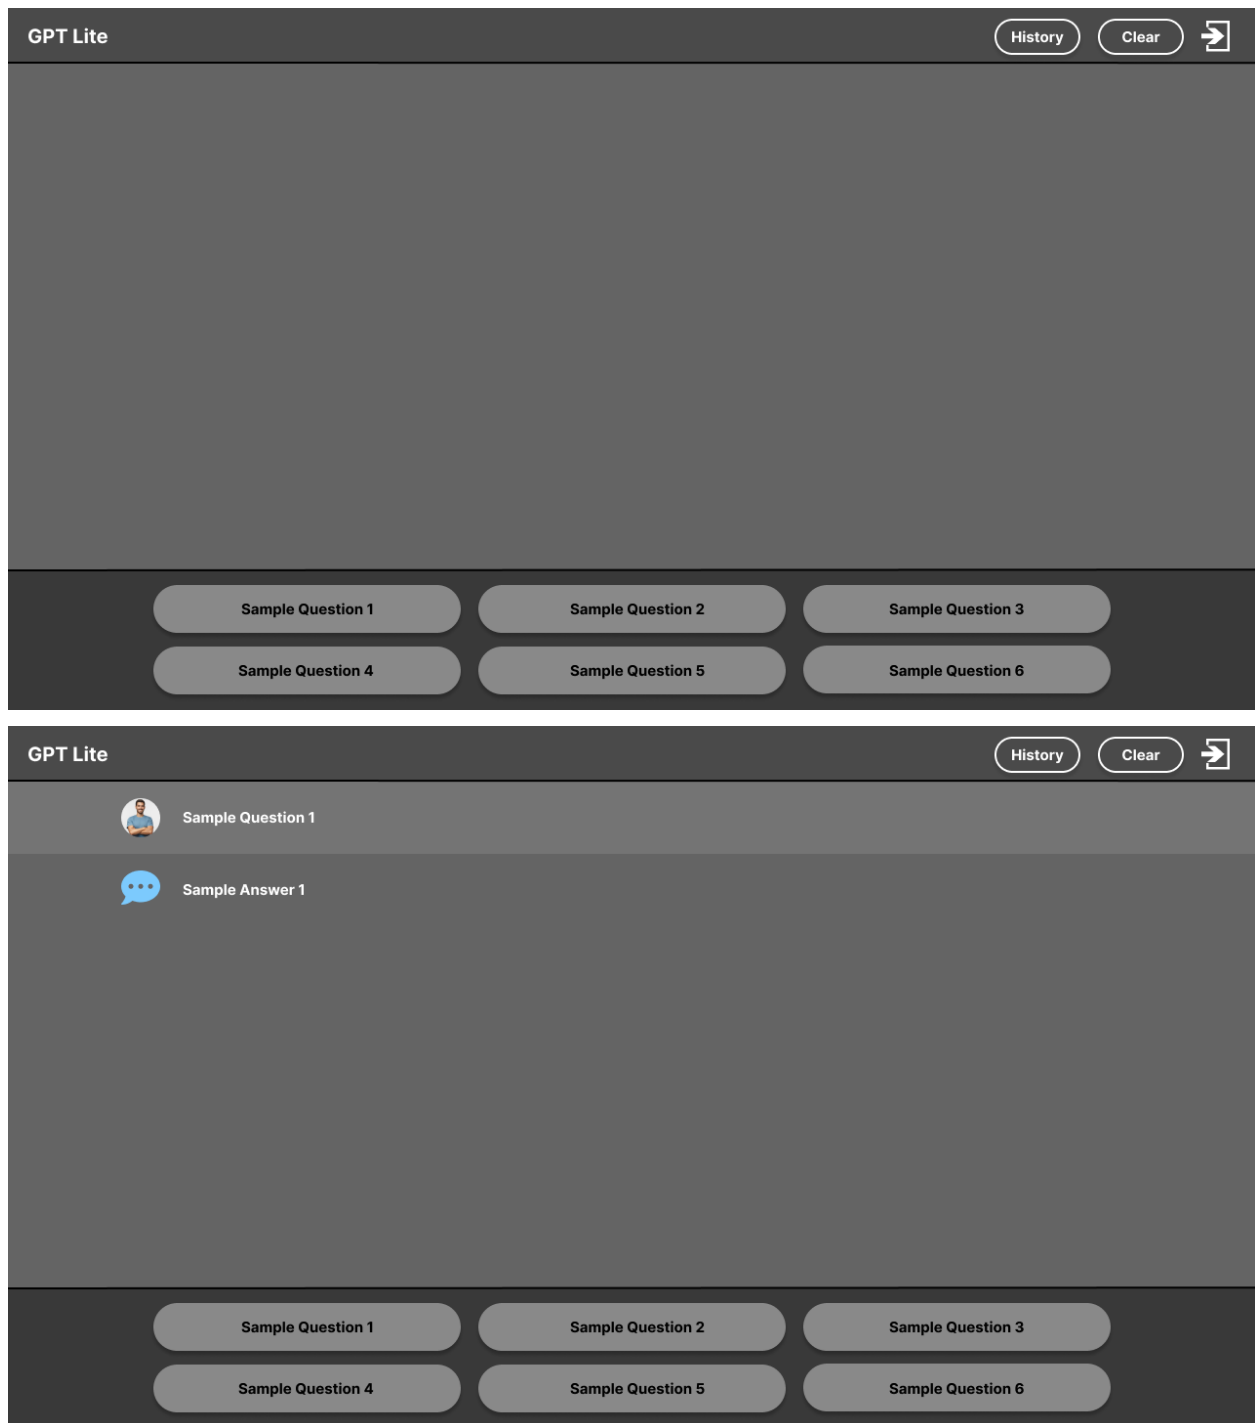 GPT Lite History Clear
Sample Question 1 Sample Question 2 Sample Question 3
Sample Question 4 Sample Question 5 Sample Question 6
GPT Lite History Clear
Sample Question 1
Sample Answer 1
Sample Question 1 Sample Question 2 Sample Question 3
Sample Question 4 Sample Question 5 Sample Question 6